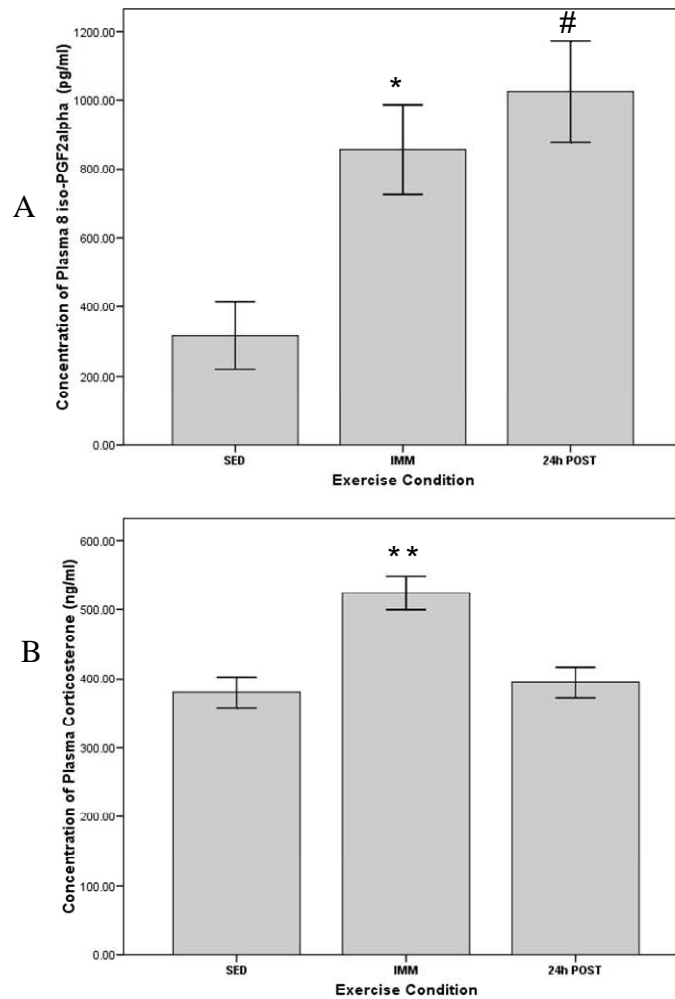 A
Concentration of Plasma 8 iso-PGF2alpha (pg/ml)
1200.00
1000.00
800.00
600.00
400.00
200.00
0.00
*
#
SED IMM 24h POST
Exercise Condition
B
Concentration of Plasma Corticosterone (ng/ml)
600.00
500.00
400.00
300.00
200.00
100.00
0.00
* *
SED IMM 24h POST
Exercise Condition